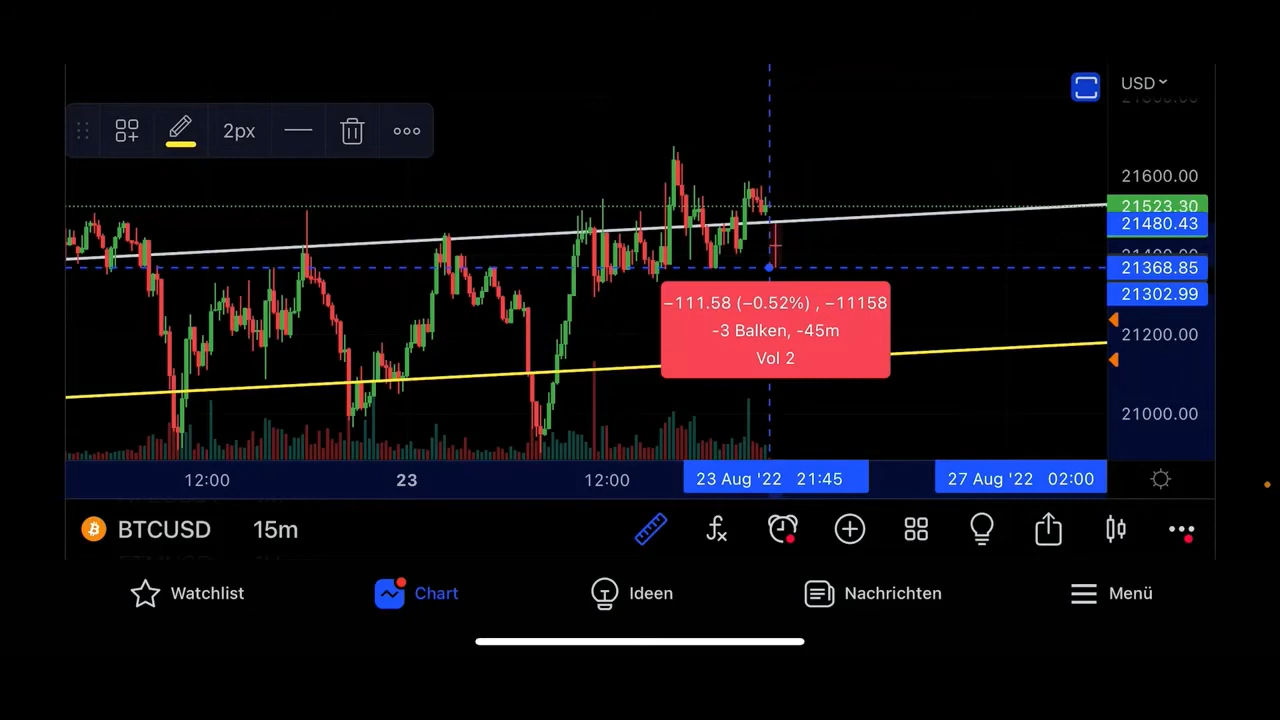 USD
2px
21600.00
21523.30
21480.43
21368.85
21302.99
21200.00
21000.00
−111.58 (−0.52%) , −11158
-3 Balken, -45m
Vol 2
12:00
23
12:00
23 Aug '22 21:45
27 Aug '22 02:00
BTCUSD 15m
Watchlist
Chart
Ideen
Nachrichten
Menü